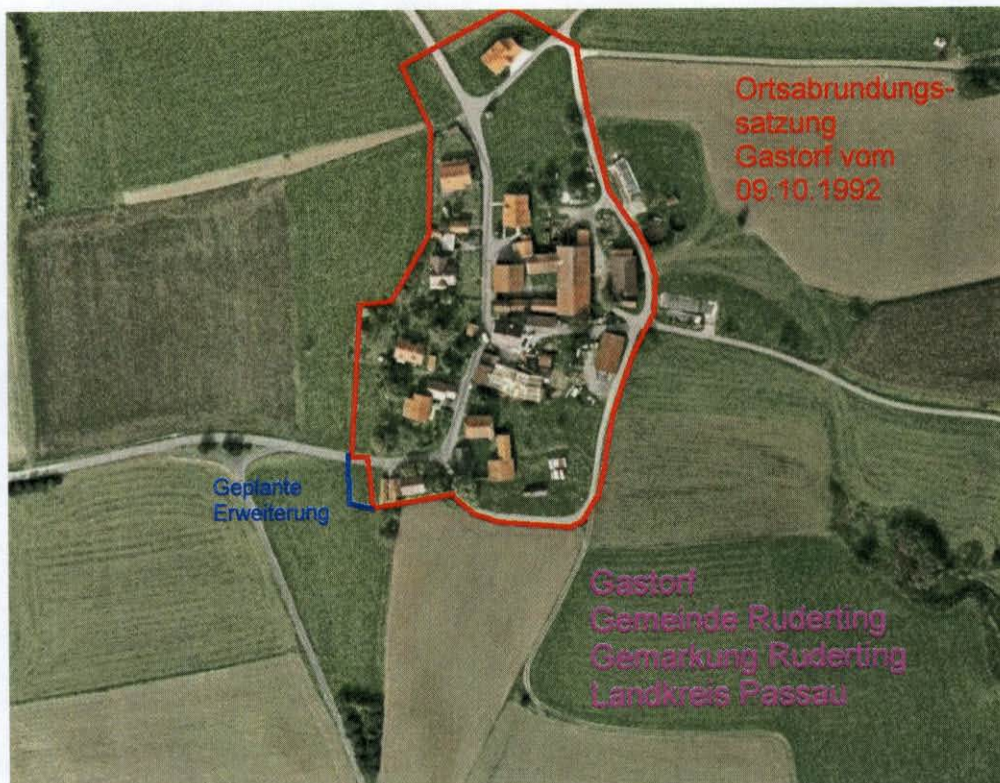 Ortsabrundungs-
satzung
Gastorf vom
09.10.1992
Geplante
Erweiterung
Gastorf
Gemeinde Ruderting
Gemarkung Ruderting
Landkreis Passau